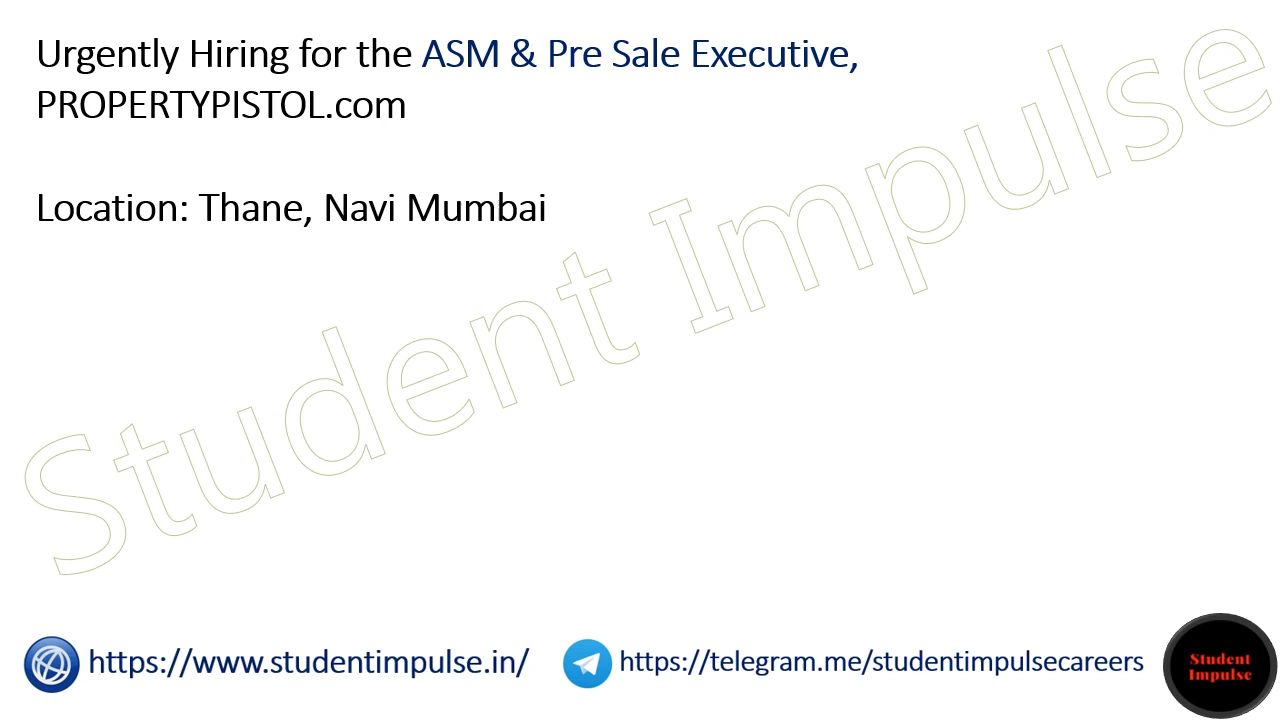 Urgently Hiring for the ASM & Pre Sale Executive,
PROPERTYPISTOL.com
Location: Thane, Navi Mumbai
Student Impulse
https://www.studentimpulse.in/
https://telegram.me/studentimpulsecareers
Student
Impulse